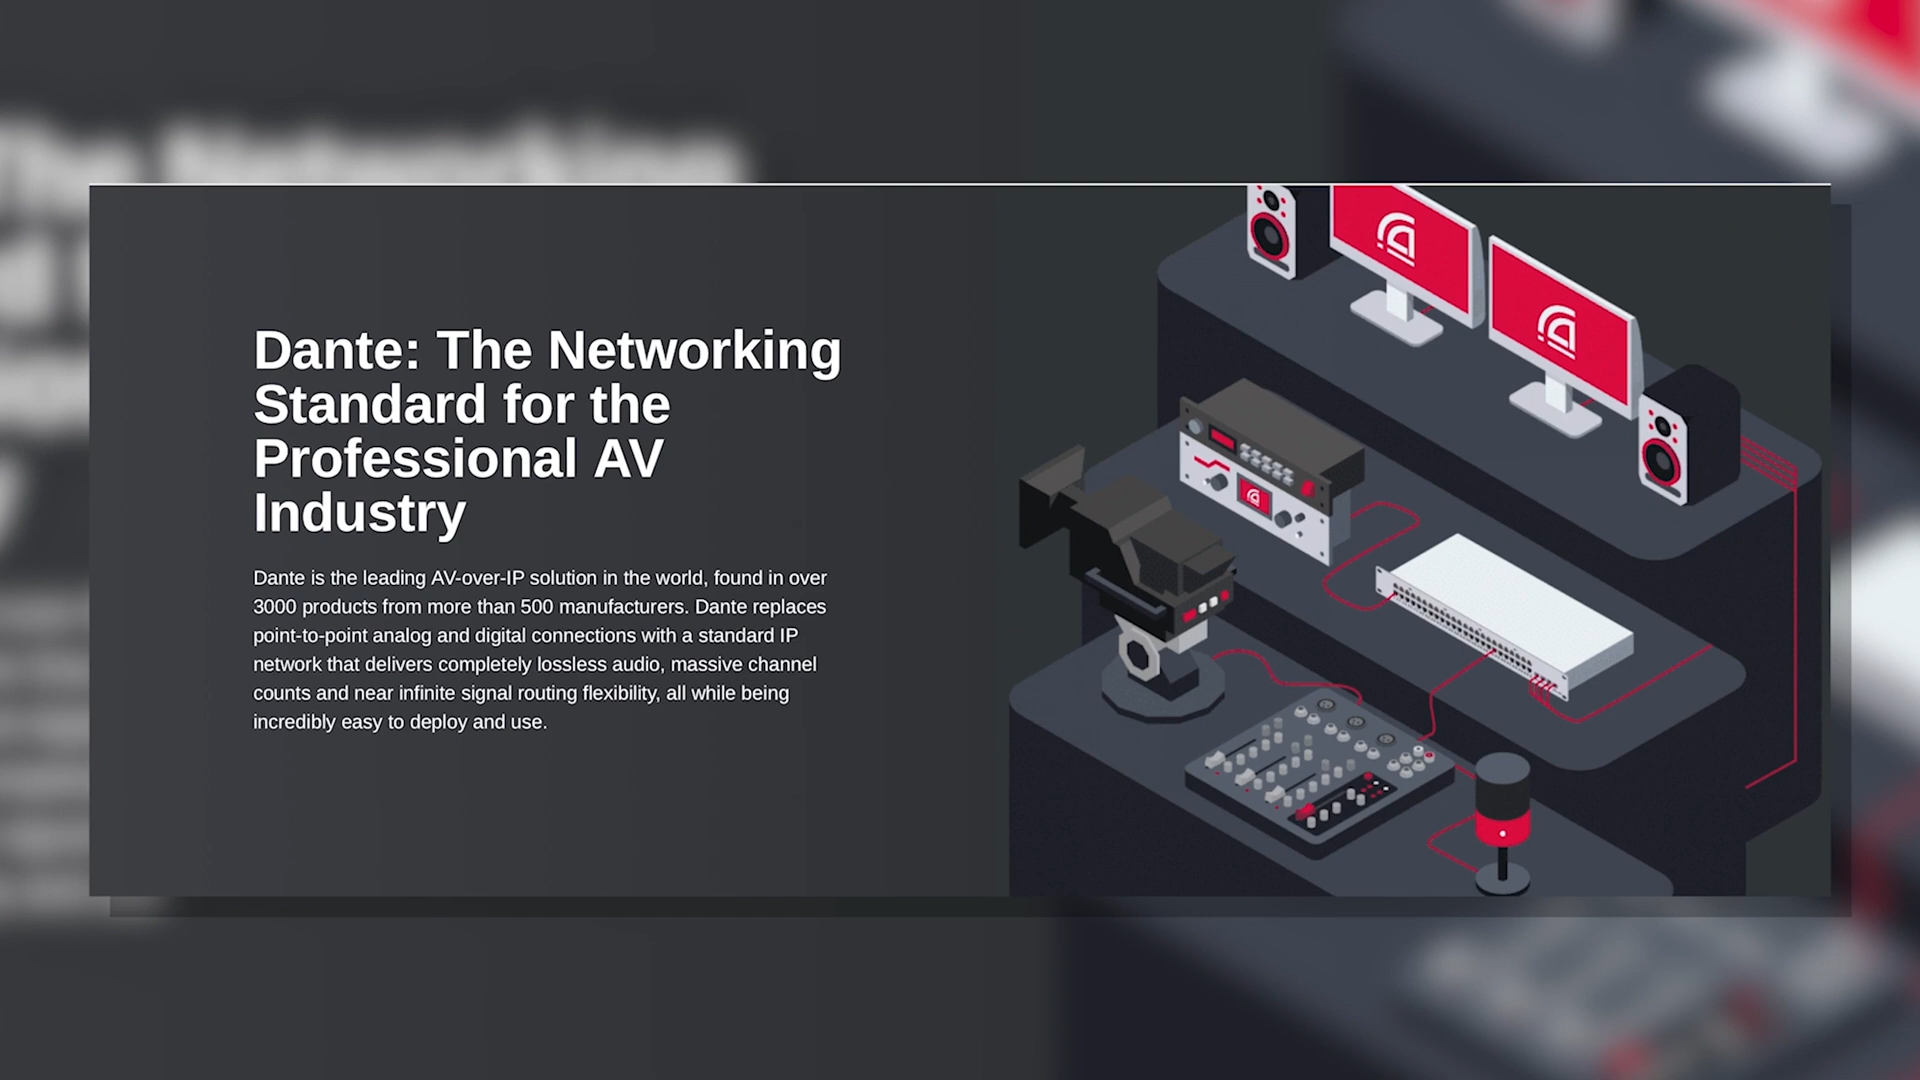 Dante: The Networking
Standard for the
Professional AV
Industry
Dante is the leading AV-over-IP solution in the world, found in over
3000 products from more than 500 manufacturers. Dante replaces
point-to-point analog and digital connections with a standard IP
network that delivers completely lossless audio, massive channel
counts and near infinite signal routing flexibility, all while being
incredibly easy to deploy and use.